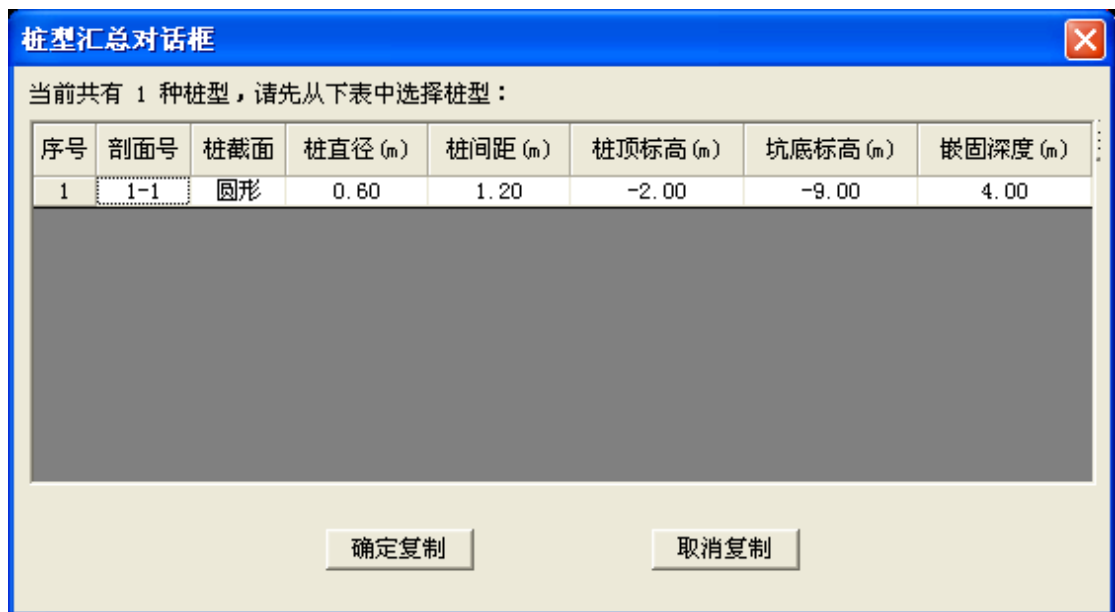 桩型汇总对话框
当前共有 1 种桩型,请先从下表中选择桩型:
序号 剖面号 桩截面 桩直径(m) 桩间距(m) 桩顶标高(m) 坑底标高(m) 嵌固深度(m)
1 1-1 圆形 0.60 1.20 -2.00 -9.00 4.00
确定复制 取消复制